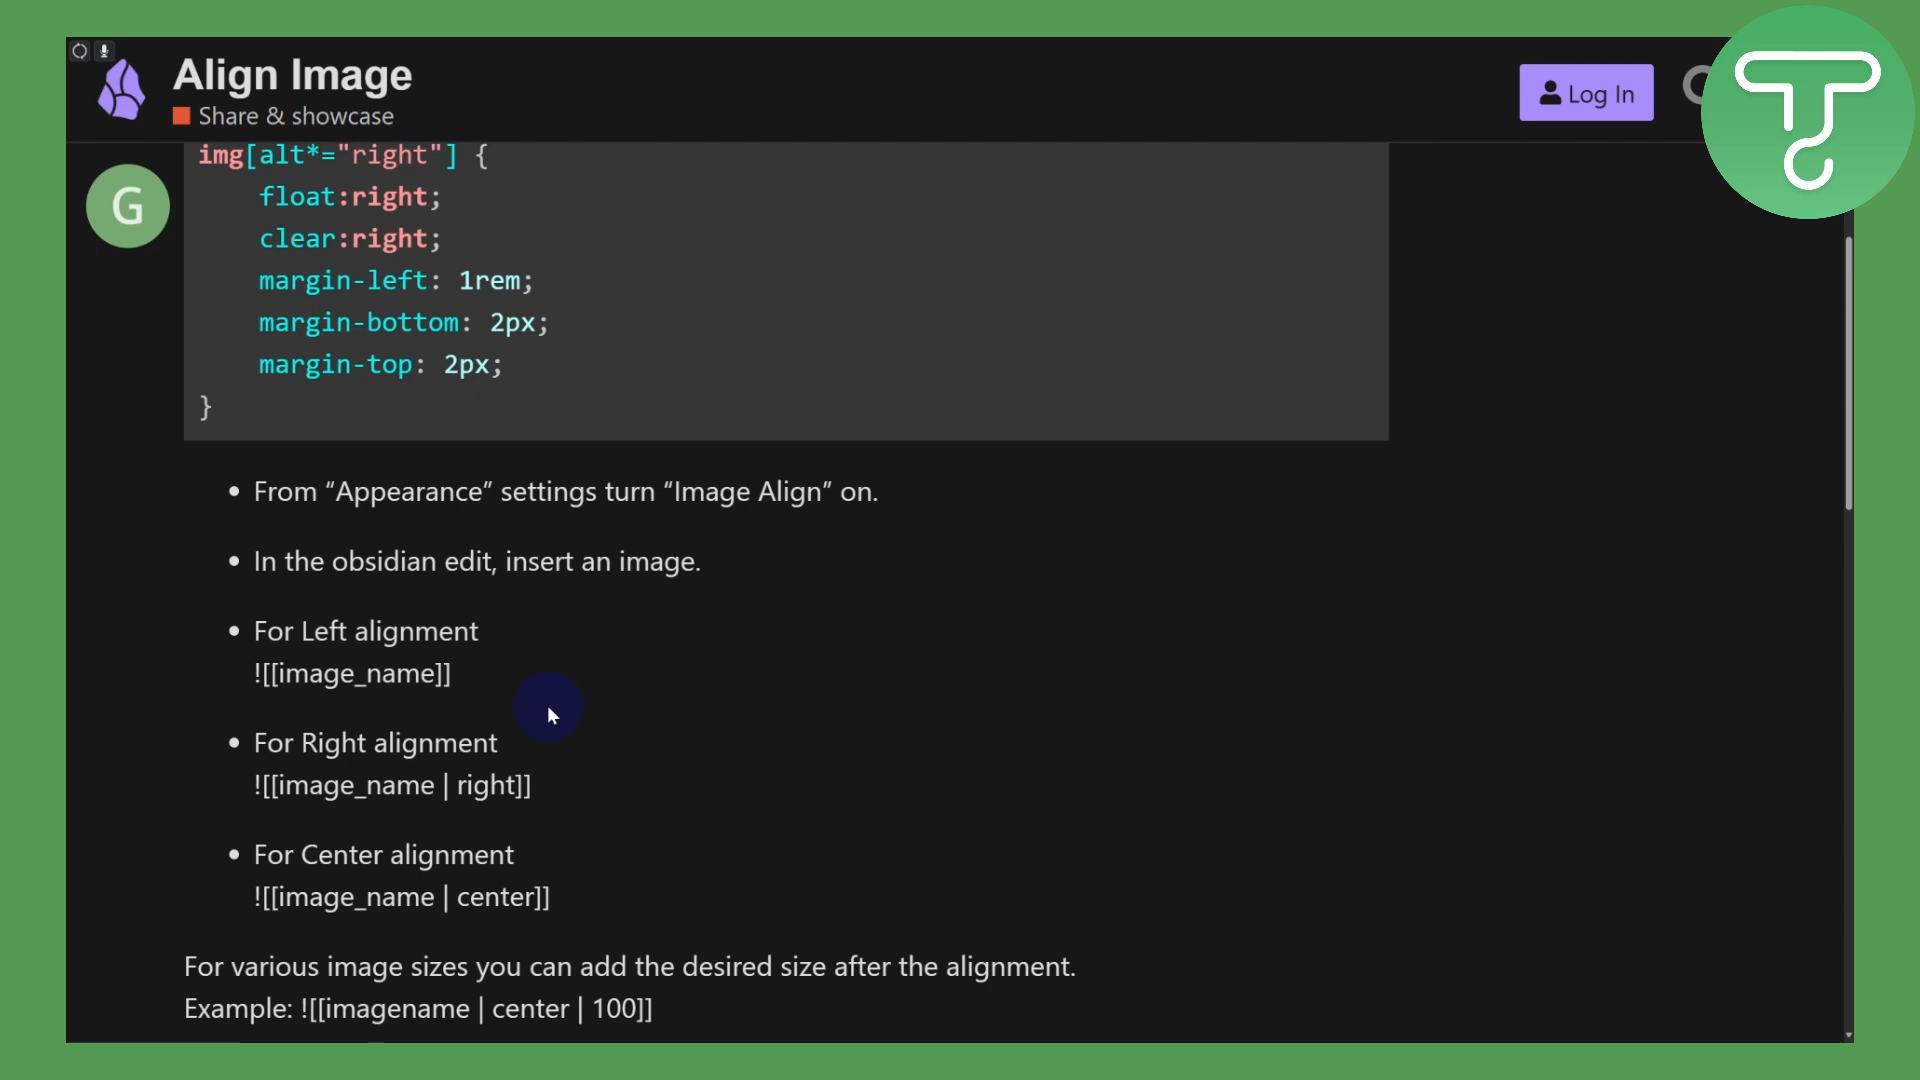 Align Image
Share & showcase
Log In
G
img[alt*="right"] {
float:right;
clear:right;
margin-left: 1rem;
margin-bottom: 2px;
margin-top: 2px;
}
• From “Appearance” settings turn “Image Align” on.
• In the obsidian edit, insert an image.
• For Left alignment
![[image_name]]
• For Right alignment
![[image_name | right]]
• For Center alignment
![[image_name | center]]
For various image sizes you can add the desired size after the alignment.
Example: ![[imagename | center | 100]]